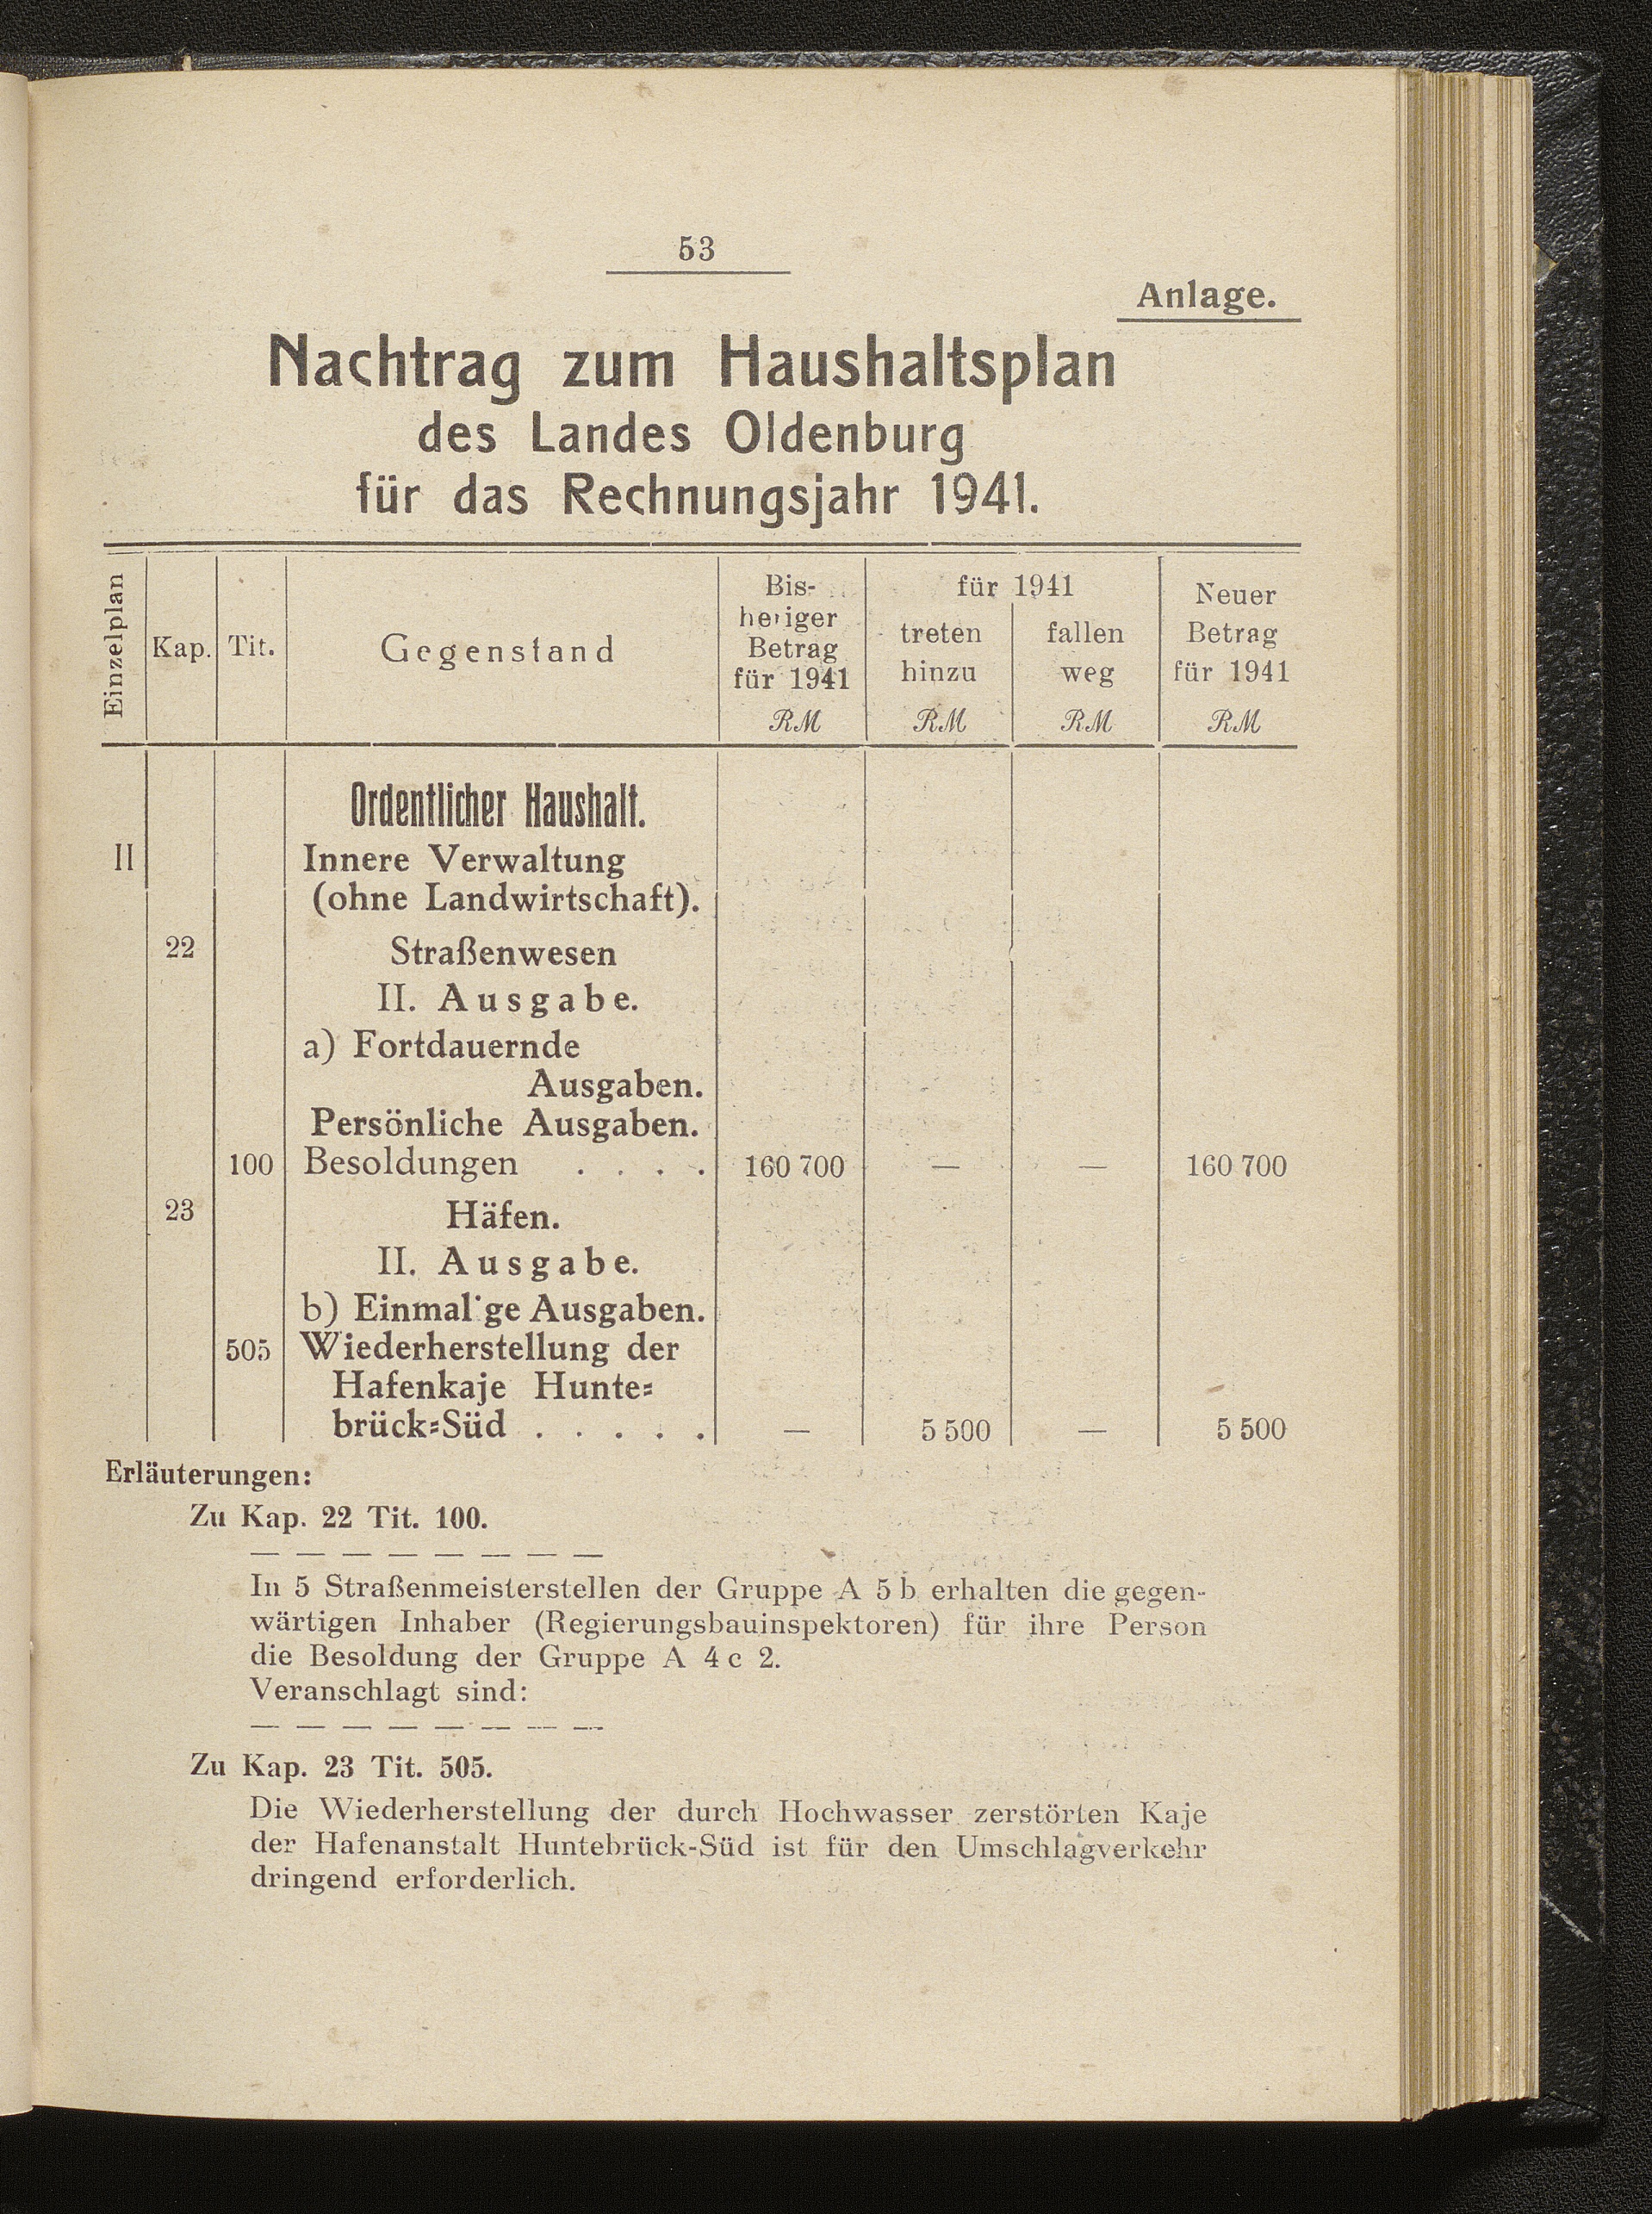 53
Anlage.
Nachtrag zum Haushaltsplan
des Landes Oldenburg
für das Rechnungsjahr 1941.
Einzelplan
Kap.
Tit.
Gegenstand
Bis-
heriger
Betrag
für 1941
RM
für 1941
treten
hinzu
RM
fallen
weg
RM
Neuer
Betrag
für 1941
RM
Ordentlicher Haushalt.
II Innere Verwaltung
(ohne Landwirtschaft).
22 Straßenwesen
II. Ausgabe.
a) Fortdauernde
Ausgaben.
Persönliche Ausgaben.
100 Besoldungen . . . . 160 700 — — 160 700
23 Häfen.
II. Ausgabe.
b) Einmalige Ausgaben.
505 Wiederherstellung der
Hafenkaje Hunte=
brück=Süd . . . . . — 5 500 — 5 500
Erläuterungen:
Zu Kap. 22 Tit. 100.
— — — — — — — —
In 5 Straßenmeisterstellen der Gruppe A 5 b erhalten die gegen-
wärtigen Inhaber (Regierungsbauinspektoren) für ihre Person
die Besoldung der Gruppe A 4 c 2.
Veranschlagt sind:
— — — — — — — —
Zu Kap. 23 Tit. 505.
Die Wiederherstellung der durch Hochwasser zerstörten Kaje
der Hafenanstalt Huntebrück-Süd ist für den Umschlagverkehr
dringend erforderlich.